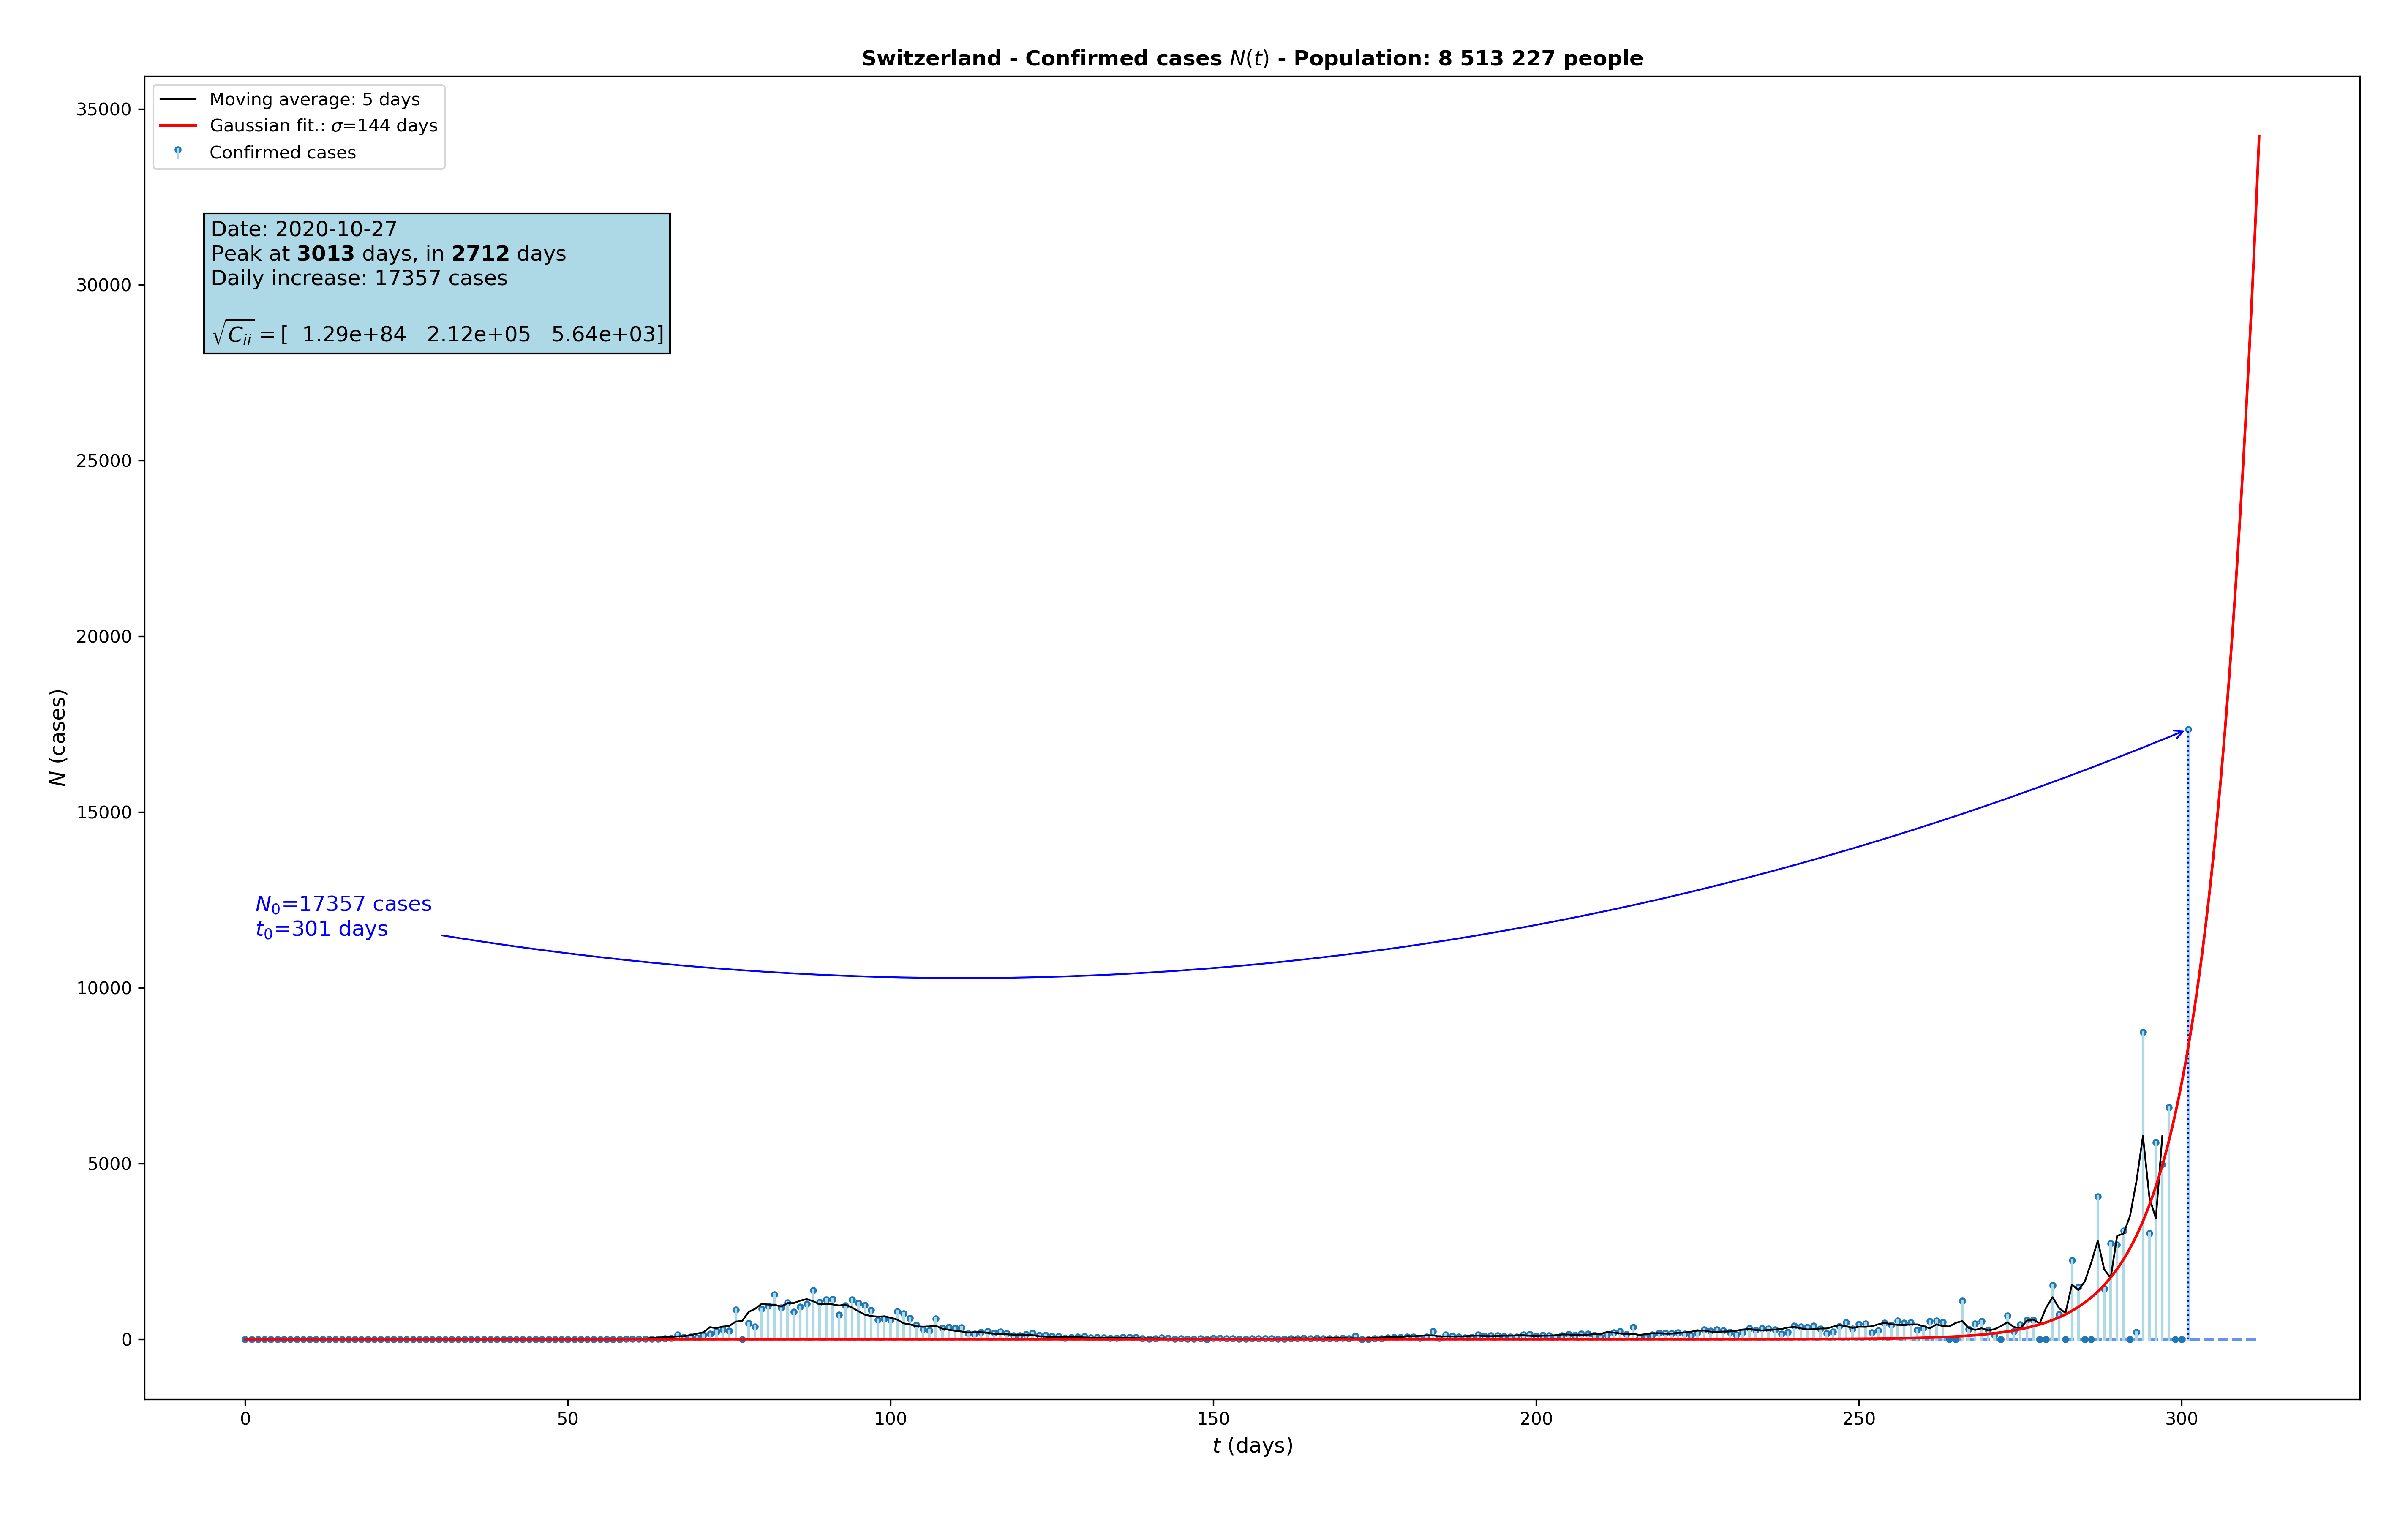 Switzerland - Confirmed cases N(t) - Population: 8 513 227 people
Moving average: 5 days
Gaussian fit.: σ=144 days
Confirmed cases
Date: 2020-10-27
Peak at 3013 days, in 2712 days
Daily increase: 17357 cases
√Cii = [ 1.29e+84 2.12e+05 5.64e+03]
N0=17357 cases
t0=301 days
N (cases)
35000
30000
25000
20000
15000
10000
5000
0
0 50 100 150 200 250 300
t (days)